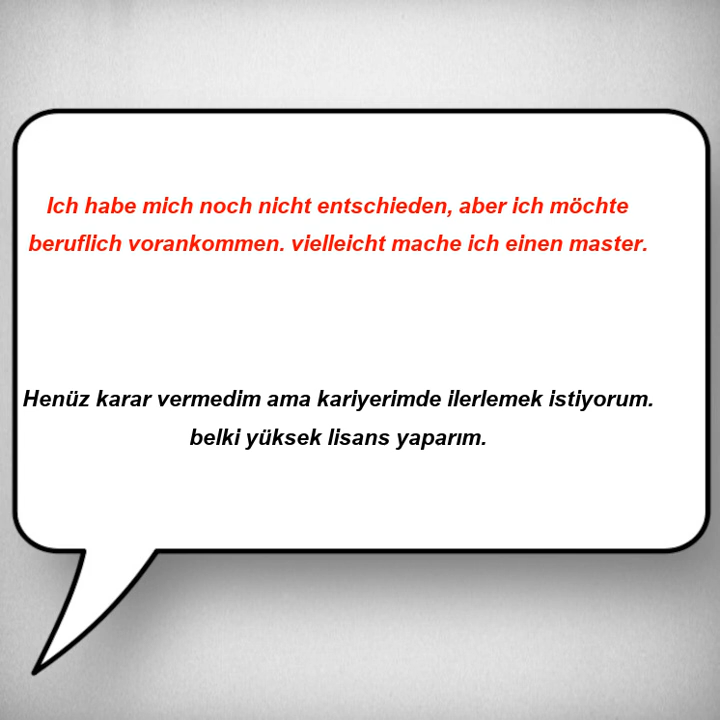 Ich habe mich noch nicht entschieden, aber ich möchte
beruflich vorankommen. vielleicht mache ich einen master.
Henüz karar vermedim ama kariyerimde ilerlemek istiyorum.
belki yüksek lisans yaparım.